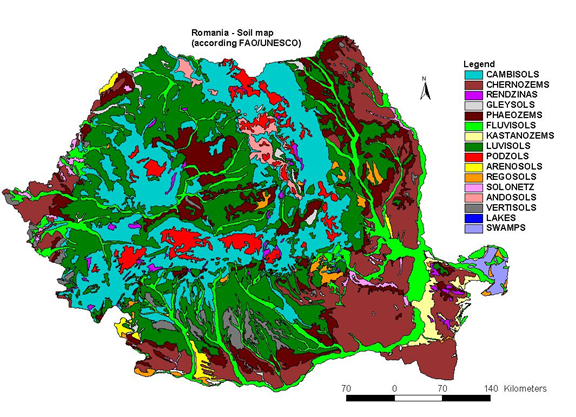 Romania - Soil map
(according FAO/UNESCO)
Legend
N
CAMBISOLS
CHERNOZEMS
RENDZINAS
GLEYSOLS
PHAEOZEMS
FLUVISOLS
KASTANOZEMS
LUVISOLS
PODZOLS
ARENOSOLS
REGOSOLS
SOLONETZ
ANDOSOLS
VERTISOLS
LAKES
SWAMPS
70 0 70 140 Kilometers